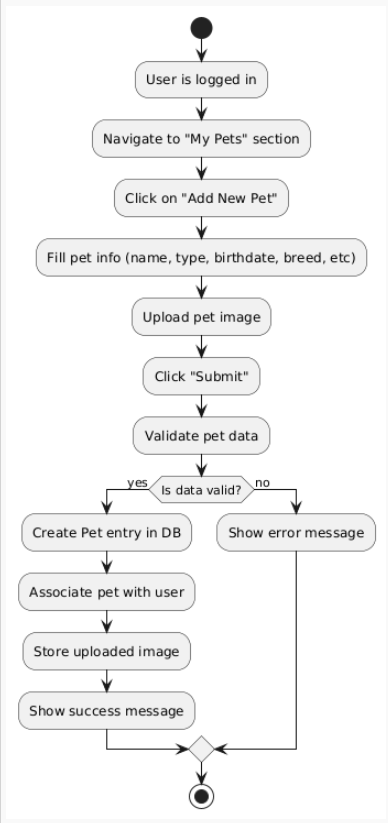 User is logged in
Navigate to "My Pets" section
Click on "Add New Pet"
Fill pet info (name, type, birthdate, breed, etc)
Upload pet image
Click "Submit"
Validate pet data
yes
Is data valid?
no
Create Pet entry in DB
Show error message
Associate pet with user
Store uploaded image
Show success message